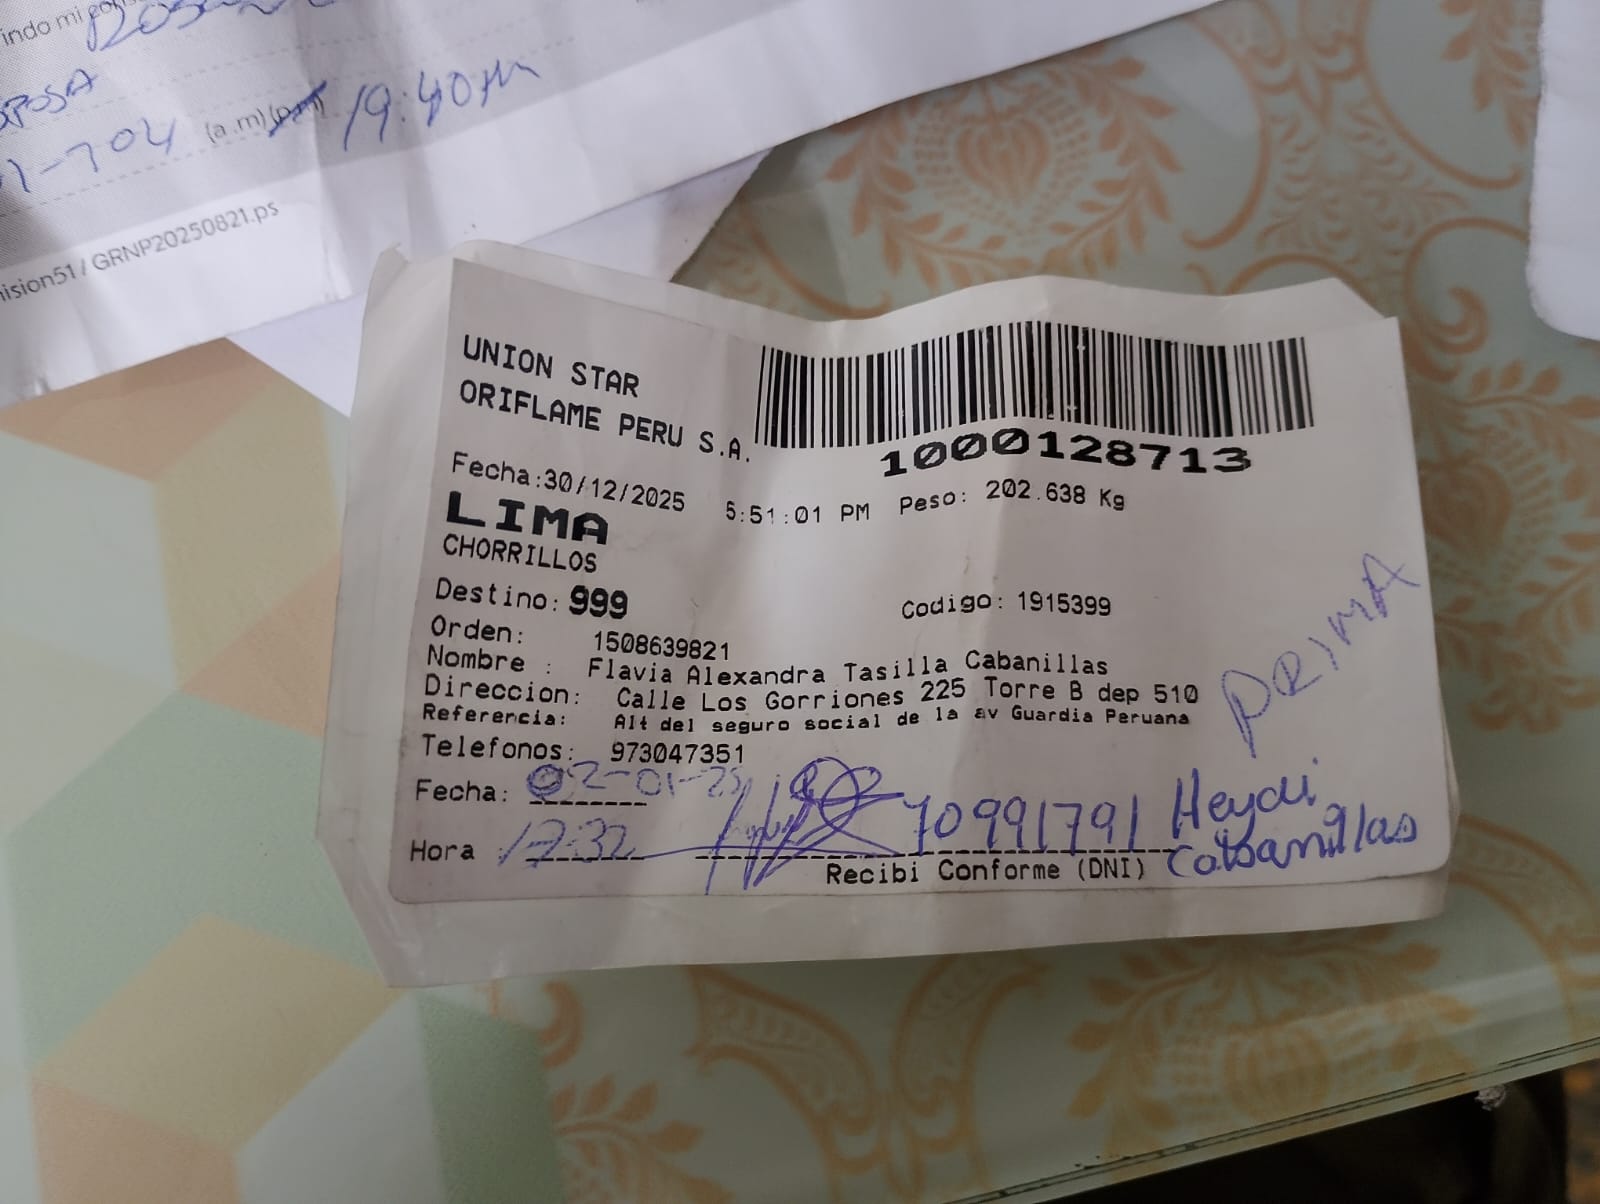 indo mi
SPOSA
1-704 (a.m)(p.m) 19:40
ision51 / GRNP20250821.ps
UNION STAR
ORIFLAME PERU S.A.
1000128713
Fecha:30/12/2025 5:51:01 PM Peso: 202.638 Kg
LIMA
CHORRILLOS
Destino: 999 Codigo: 1915399
Orden: 1508639821
Nombre : Flavia Alexandra Tasilla Cabanillas
Direccion: Calle Los Gorriones 225 Torre B dep 510
Referencia: Alt del seguro social de la av Guardia Peruana
Telefonos: 973047351
PRIMA
Fecha: 02-01-25
Hora : 17:32 70991791 Heydi Cabanillas
Recibi Conforme (DNI)